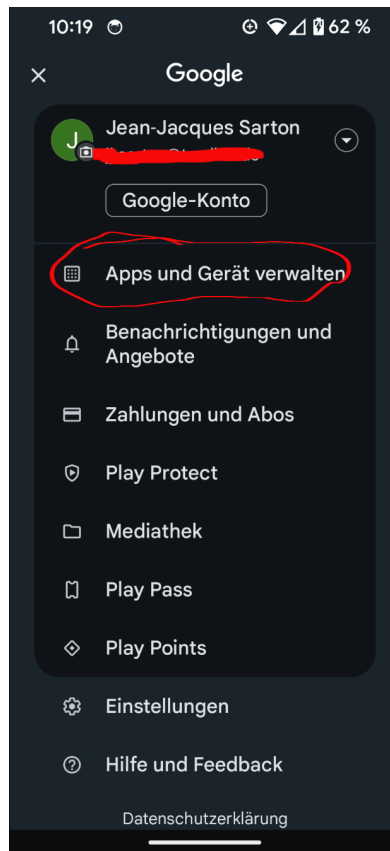 10:19 62 %
Google
J Jean-Jacques Sarton
Google-Konto
Apps und Gerät verwalten
Benachrichtigungen und
Angebote
Zahlungen und Abos
Play Protect
Mediathek
Play Pass
Play Points
Einstellungen
Hilfe und Feedback
Datenschutzerklärung